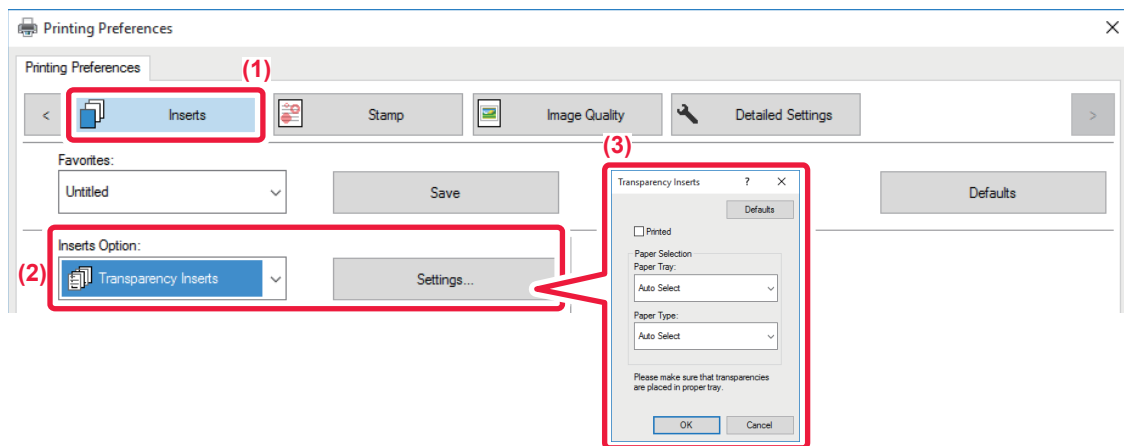 Printing Preferences
Printing Preferences
(1)
< Inserts Stamp Image Quality Detailed Settings >
Favorites:
Untitled Save Defaults
(2)
Inserts Option:
Transparency Inserts Settings...
(3)
Transparency Inserts ? X
Defaults
Printed
Paper Selection
Paper Tray:
Auto Select
Paper Type:
Auto Select
Please make sure that transparencies
are placed in proper tray.
OK Cancel